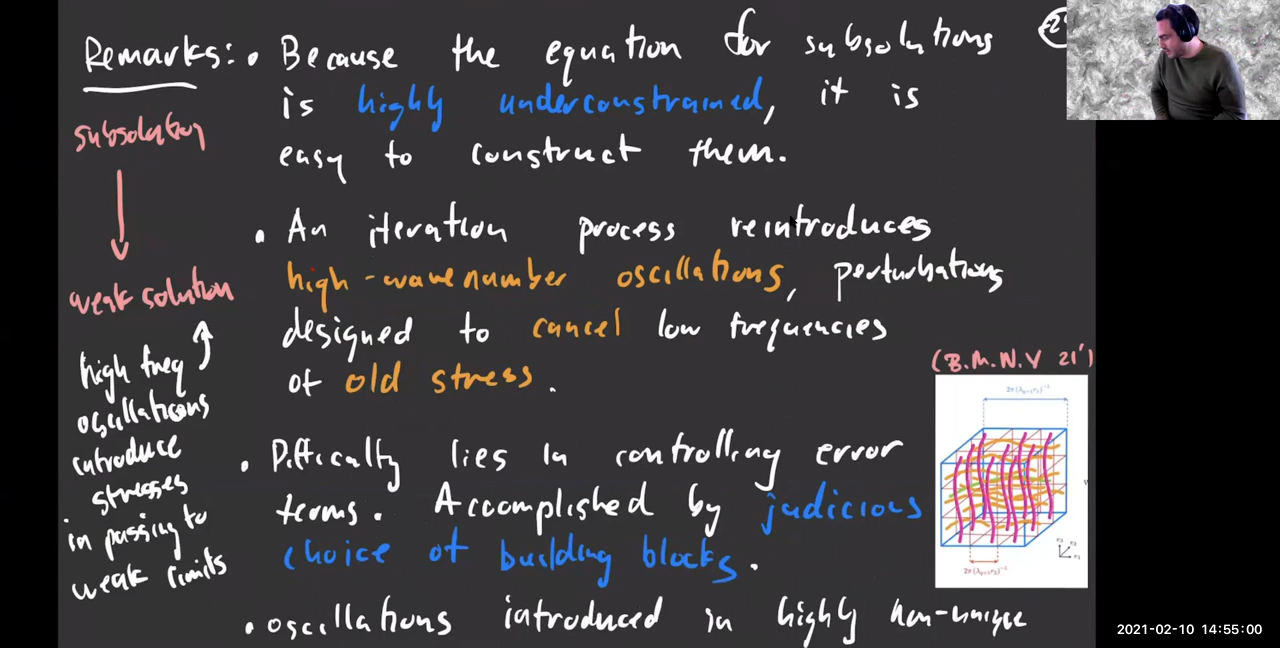 Remarks: • Because the equation for subsolutions
is highly underconstrained, it is
easy to construct them.
• An iteration process reintroduces
high-wavenumber oscillations, perturbations
designed to cancel low frequencies
of old stress.
• Difficulty lies in controlling error
terms. Accomplished by judicious
choice of building blocks.
• oscillations introduced in highly non-unique
subsolution
weak solution
high freq
oscillations
introduce
stresses
in passing to
weak limits
(B.M.N.V 21')
2021-02-10 14:55:00